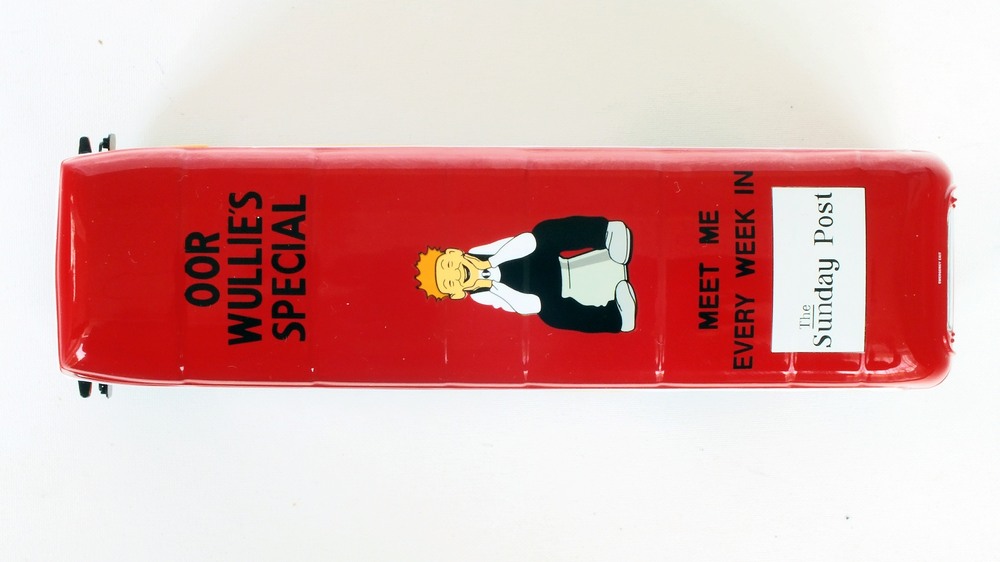 OOR
WULLIE'S
SPECIAL
MEET ME
EVERY WEEK IN
The
Sunday Post